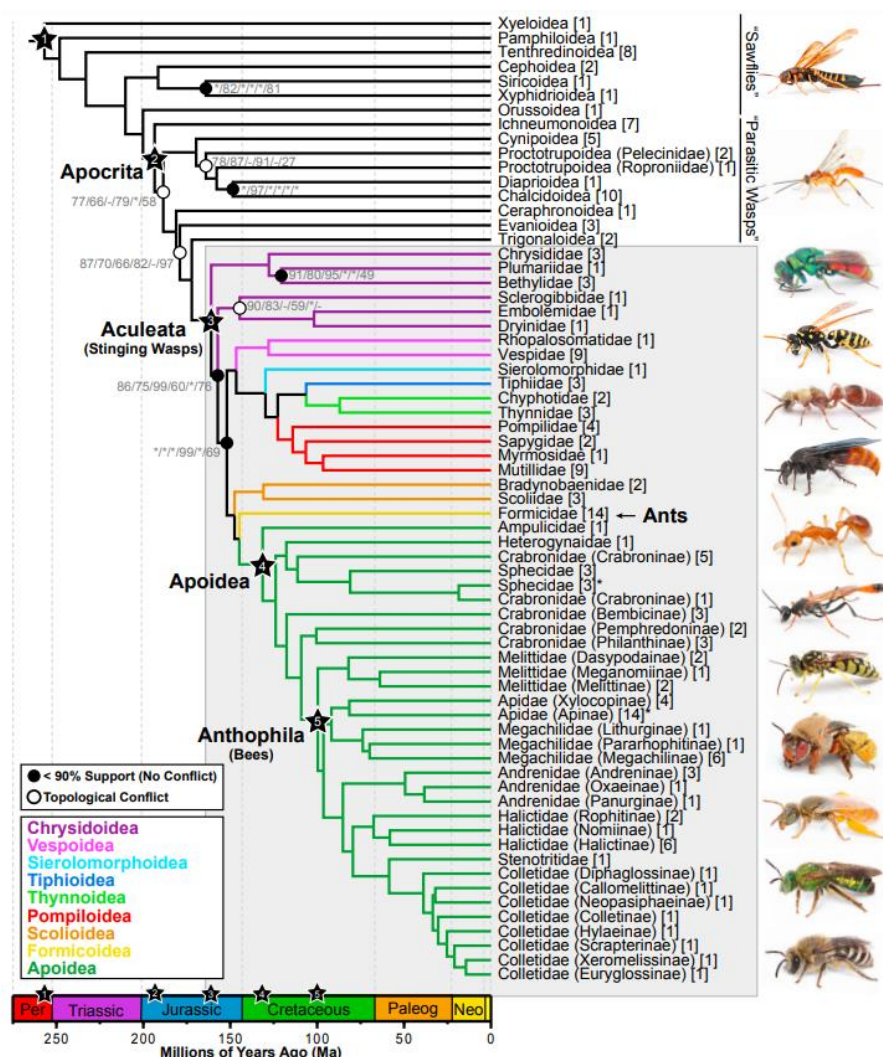 Xyeloidea [1]
Pamphiloidea [1]
Tenthredinoidea [8]
Cephoidea [2]
Siricoidea [1]
*/82/*/*/*/81
Xyphidrioidea [1]
Orussoidea [1]
"Sawflies"
Ichneumonoidea [7]
Cynipoidea [5]
Apocrita
78/87/-/91/-/27
Proctotrupoidea (Pelecinidae) [2]
Proctotrupoidea (Roproniidae) [1]
Diaprioidea [1]
*/97/*/*/*/*
Chalcidoidea [10]
77/66/-/79/*/58
Ceraphronoidea [1]
Evanioidea [3]
Trigonaloidea [2]
"Parasitic Wasps"
87/70/66/82/-/97
Chrysididae [3]
Plumariidae [1]
91/80/95/*/*/49
Bethylidae [3]
Sclerogibbidae [1]
90/83/-/59/*/-
Embolemidae [1]
Dryinidae [1]
Aculeata
(Stinging Wasps)
Rhopalosomatidae [1]
Vespidae [9]
Sierolomorphidae [1]
86/75/99/60/*/76
Tiphiidae [3]
Chyphotidae [2]
Thynnidae [3]
Pompilidae [4]
Sapygidae [2]
*/*/*/99/*/69
Myrmosidae [1]
Mutillidae [9]
Bradynobaenidae [2]
Scoliidae [3]
Formicidae [14] ← Ants
Ampulicidae [1]
Heterogynaidae [1]
Crabronidae (Crabroninae) [5]
Apoidea
Sphecidae [3]
Sphecidae [3]*
Crabronidae (Crabroninae) [1]
Crabronidae (Bembicinae) [3]
Crabronidae (Pemphredoninae) [2]
Crabronidae (Philanthinae) [3]
Melittidae (Dasypodainae) [2]
Melittidae (Meganomiinae) [1]
Melittidae (Melittinae) [2]
Apidae (Xylocopinae) [4]
Apidae (Apinae) [14]*
Anthophila
(Bees)
Megachilidae (Lithurginae) [1]
Megachilidae (Pararhophitinae) [1]
Megachilidae (Megachilinae) [6]
Andrenidae (Andreninae) [3]
Andrenidae (Oxaeinae) [1]
Andrenidae (Panurginae) [1]
Halictidae (Rophitinae) [2]
Halictidae (Nomiinae) [1]
Halictidae (Halictinae) [6]
Stenotritidae [1]
Colletidae (Diphaglossinae) [1]
Colletidae (Callomelittinae) [1]
Colletidae (Neopasiphaeinae) [1]
Colletidae (Colletinae) [1]
Colletidae (Hylaeinae) [1]
Colletidae (Scrapterinae) [1]
Colletidae (Xeromelissinae) [1]
Colletidae (Euryglossinae) [1]
1
2
3
4
5
< 90% Support (No Conflict)
Topological Conflict
Chrysidoidea
Vespoidea
Sierolomorphoidea
Tiphioidea
Thynnoidea
Pompiloidea
Scolioidea
Formicoidea
Apoidea
1 2 3 4 5
Per Triassic Jurassic Cretaceous Paleog Neo
250 200 150 100 50 0
Millions of Years Ago (Ma)